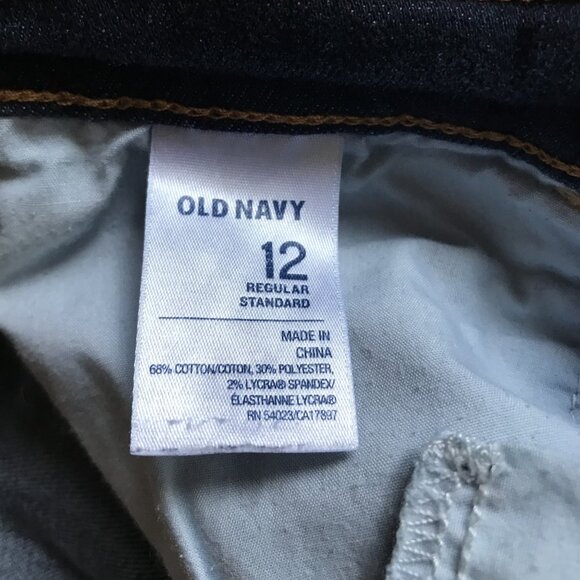 OLD NAVY
12
REGULAR
STANDARD
MADE IN
CHINA
68% COTTON/COTON, 30% POLYESTER,
2% LYCRA® SPANDEX/
ÉLASTHANNE LYCRA®
RN 54023/CA17897